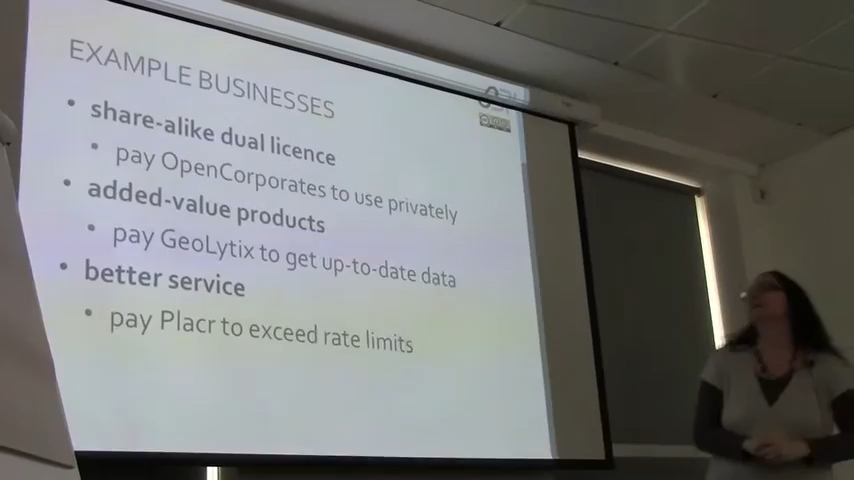 EXAMPLE BUSINESSES
• share-alike dual licence
• pay OpenCorporates to use privately
• added-value products
• pay GeoLytix to get up-to-date data
• better service
• pay Placr to exceed rate limits